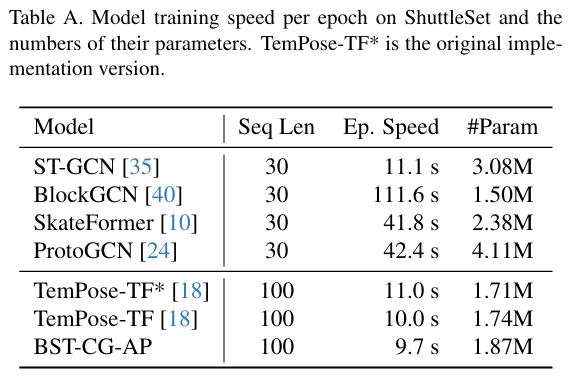 Table A. Model training speed per epoch on ShuttleSet and the
numbers of their parameters. TemPose-TF* is the original imple-
mentation version.
Model Seq Len Ep. Speed #Param
ST-GCN [35] 30 11.1 s 3.08M
BlockGCN [40] 30 111.6 s 1.50M
SkateFormer [10] 30 41.8 s 2.38M
ProtoGCN [24] 30 42.4 s 4.11M
TemPose-TF* [18] 100 11.0 s 1.71M
TemPose-TF [18] 100 10.0 s 1.74M
BST-CG-AP 100 9.7 s 1.87M